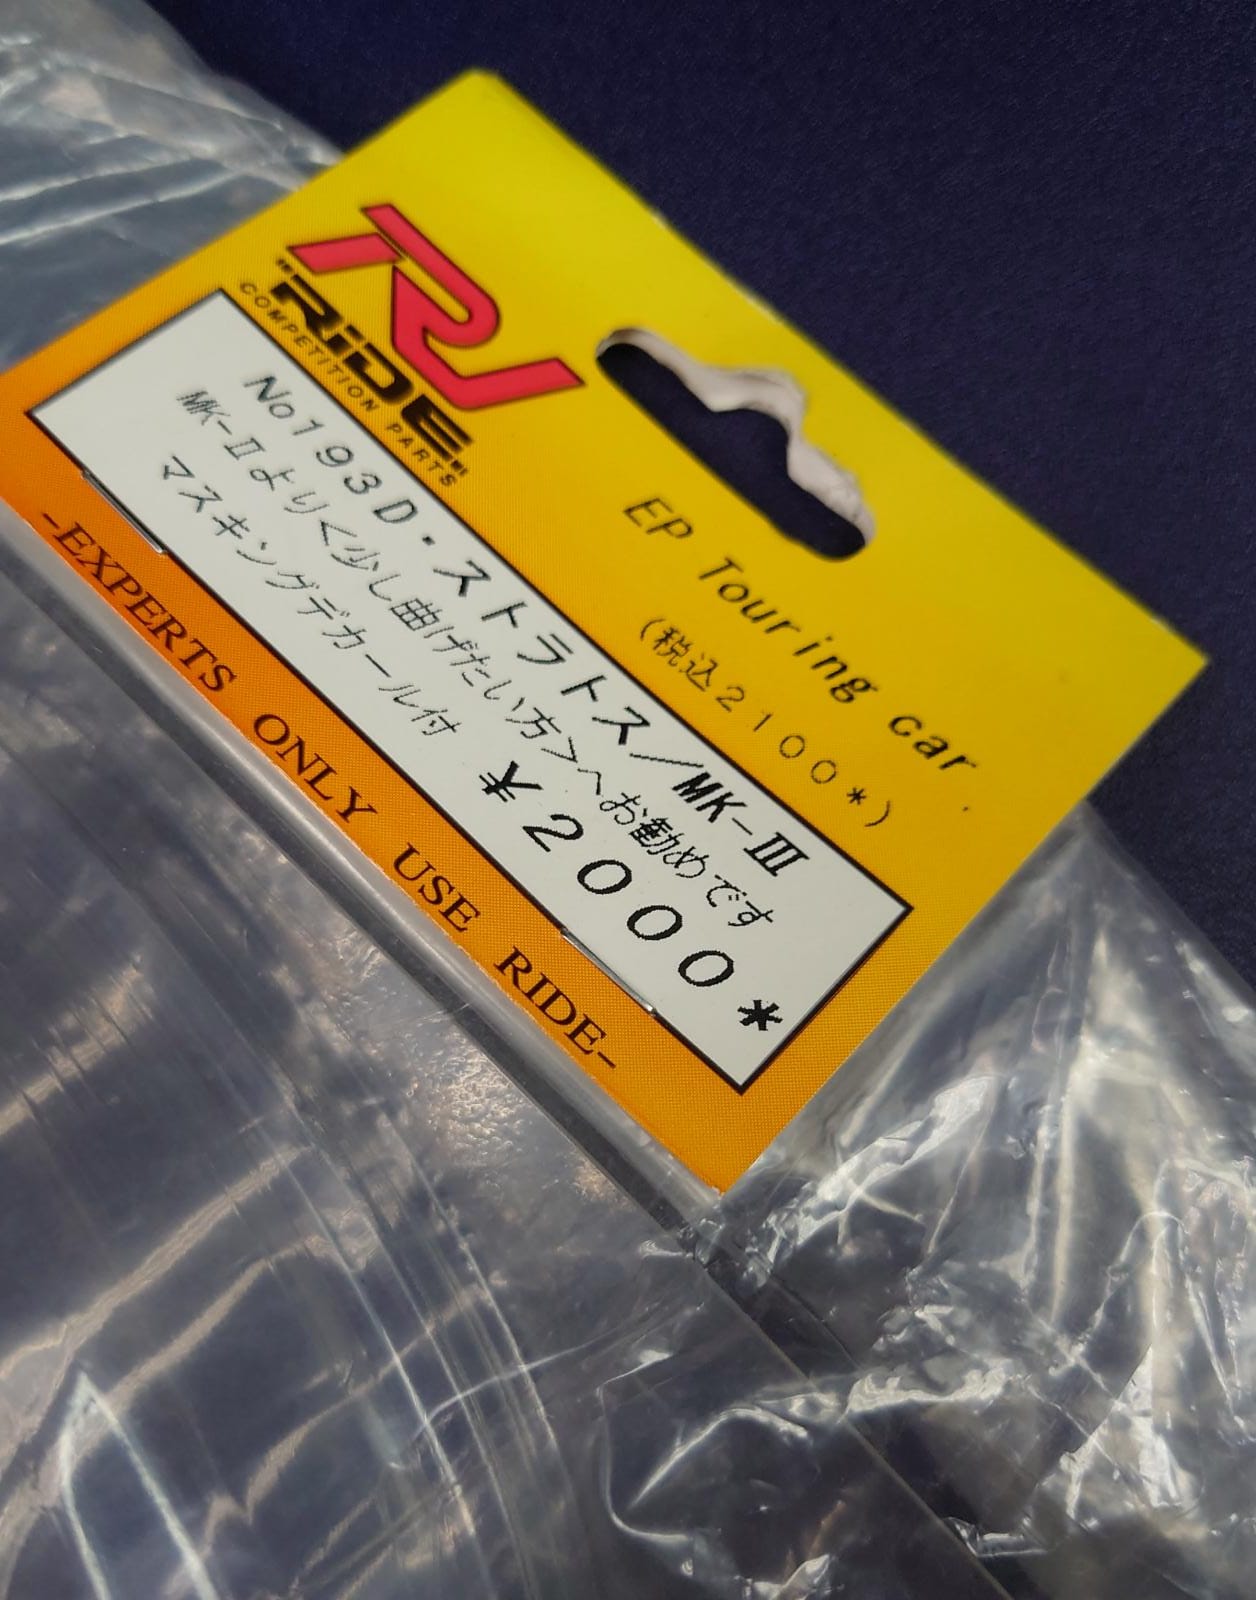 "RiDE"
COMPETITION PARTS
EP Touring car
(税込2100*)
No193D・ストラトス/MK-Ⅲ
MK-Ⅱより<少し曲げたい方>へお勧めです
マスキングデカール付
¥2000*
-EXPERTS ONLY USE RIDE-